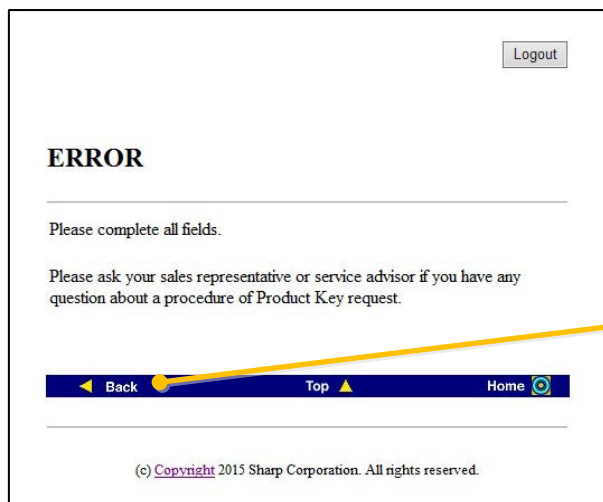 Logout
ERROR
Please complete all fields.
Please ask your sales representative or service advisor if you have any
question about a procedure of Product Key request.
Back Top Home
(c) Copyright 2015 Sharp Corporation. All rights reserved.